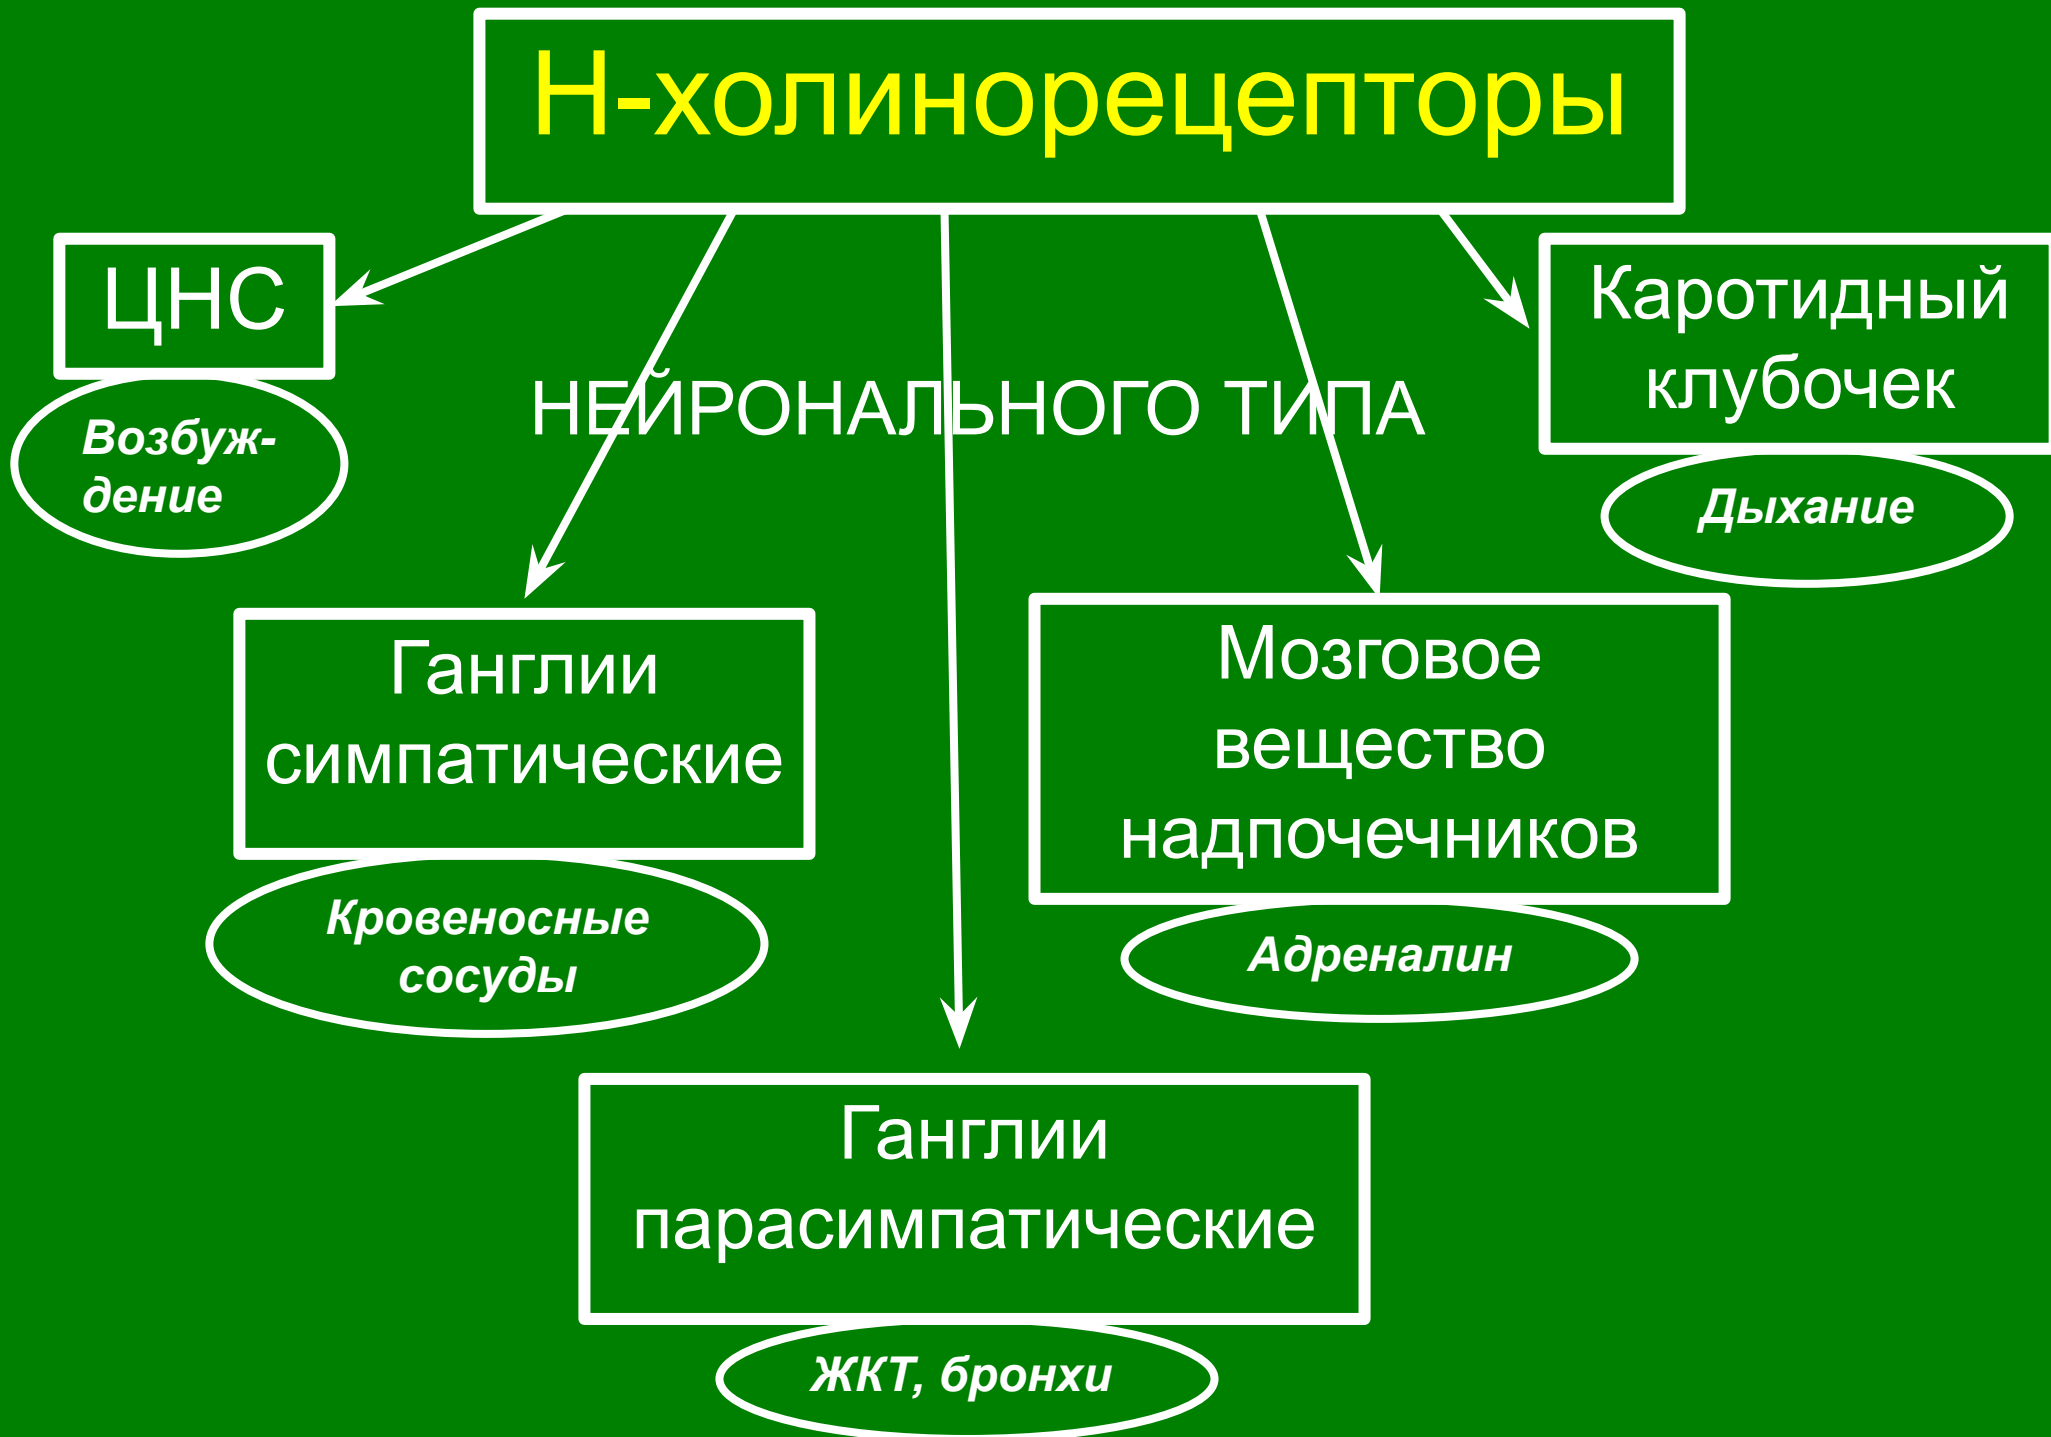 Н-холинорецепторы
ЦНС
Возбуж-
дение
НЕЙРОНАЛЬНОГО ТИПА
Каротидный
клубочек
Дыхание
Ганглии
симпатические
Кровеносные
сосуды
Мозговое
вещество
надпочечников
Адреналин
Ганглии
парасимпатические
ЖКТ, бронхи